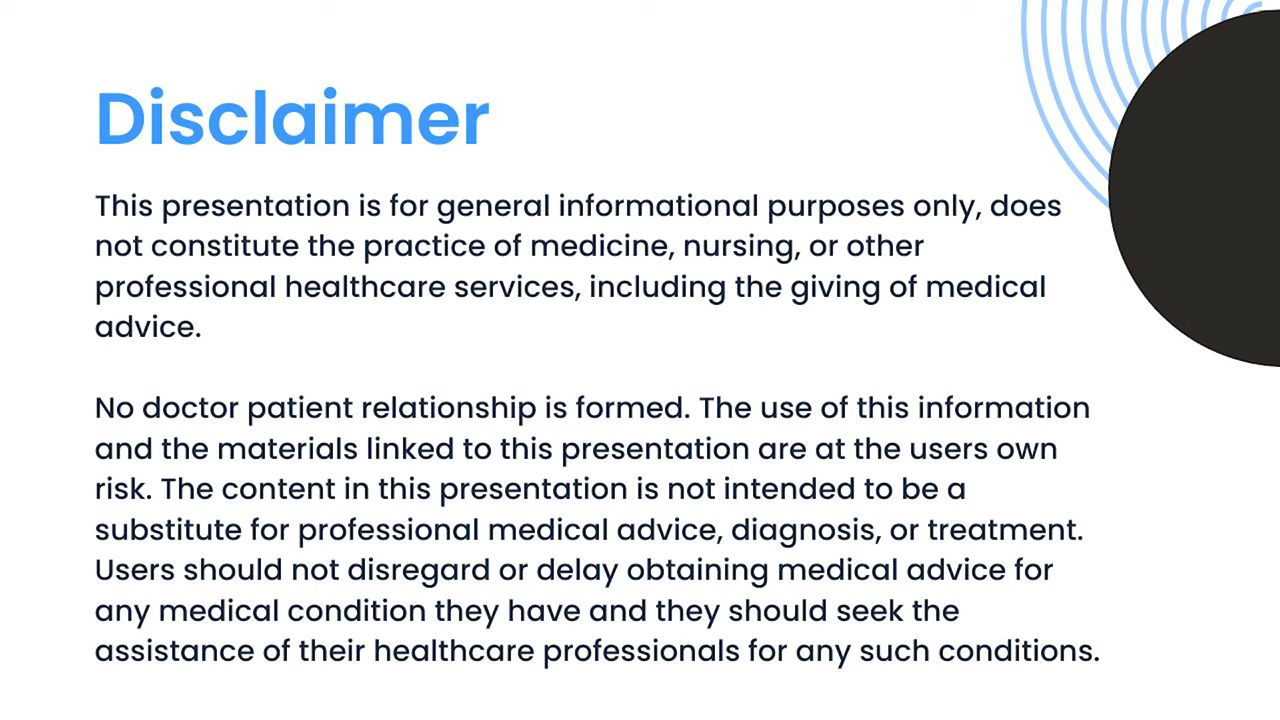 Disclaimer
This presentation is for general informational purposes only, does
not constitute the practice of medicine, nursing, or other
professional healthcare services, including the giving of medical
advice.
No doctor patient relationship is formed. The use of this information
and the materials linked to this presentation are at the users own
risk. The content in this presentation is not intended to be a
substitute for professional medical advice, diagnosis, or treatment.
Users should not disregard or delay obtaining medical advice for
any medical condition they have and they should seek the
assistance of their healthcare professionals for any such conditions.